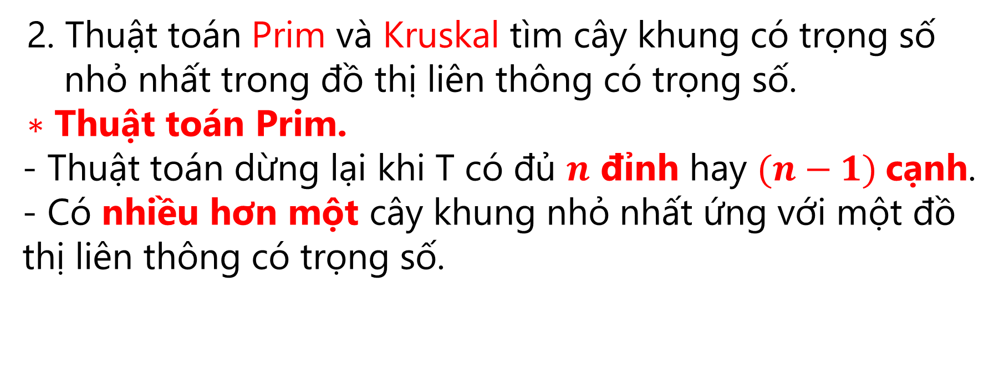 2. Thuật toán Prim và Kruskal tìm cây khung có trọng số
nhỏ nhất trong đồ thị liên thông có trọng số.
* Thuật toán Prim.
- Thuật toán dừng lại khi T có đủ n đỉnh hay (n − 1) cạnh.
- Có nhiều hơn một cây khung nhỏ nhất ứng với một đồ
thị liên thông có trọng số.